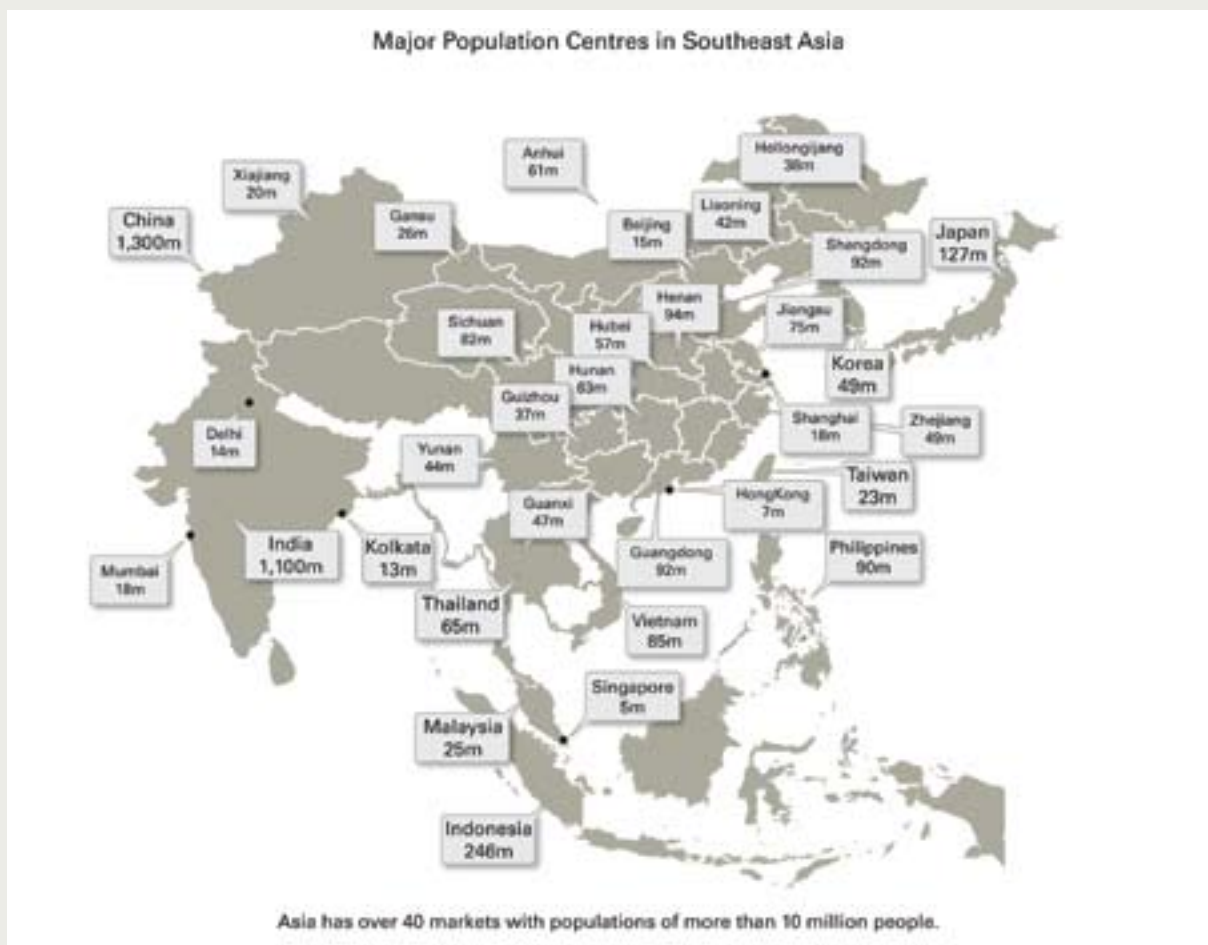 Major Population Centres in Southeast Asia
Anhui
61m
Heilongijang
38m
Xiajiang
20m
Gansu
26m
Liaoning
42m
Beijing
15m
China
1,300m
Shangdong
92m
Japan
127m
Henan
94m
Jiangsu
75m
Sichuan
82m
Hubei
57m
Hunan
63m
Korea
49m
Guizhou
37m
Shanghai
18m
Zhejiang
49m
Delhi
14m
Yunan
44m
Taiwan
23m
Guanxi
47m
HongKong
7m
India
1,100m
Kolkata
13m
Guangdong
92m
Philippines
90m
Mumbai
18m
Thailand
65m
Vietnam
85m
Singapore
5m
Malaysia
25m
Indonesia
246m
Asia has over 40 markets with populations of more than 10 million people.